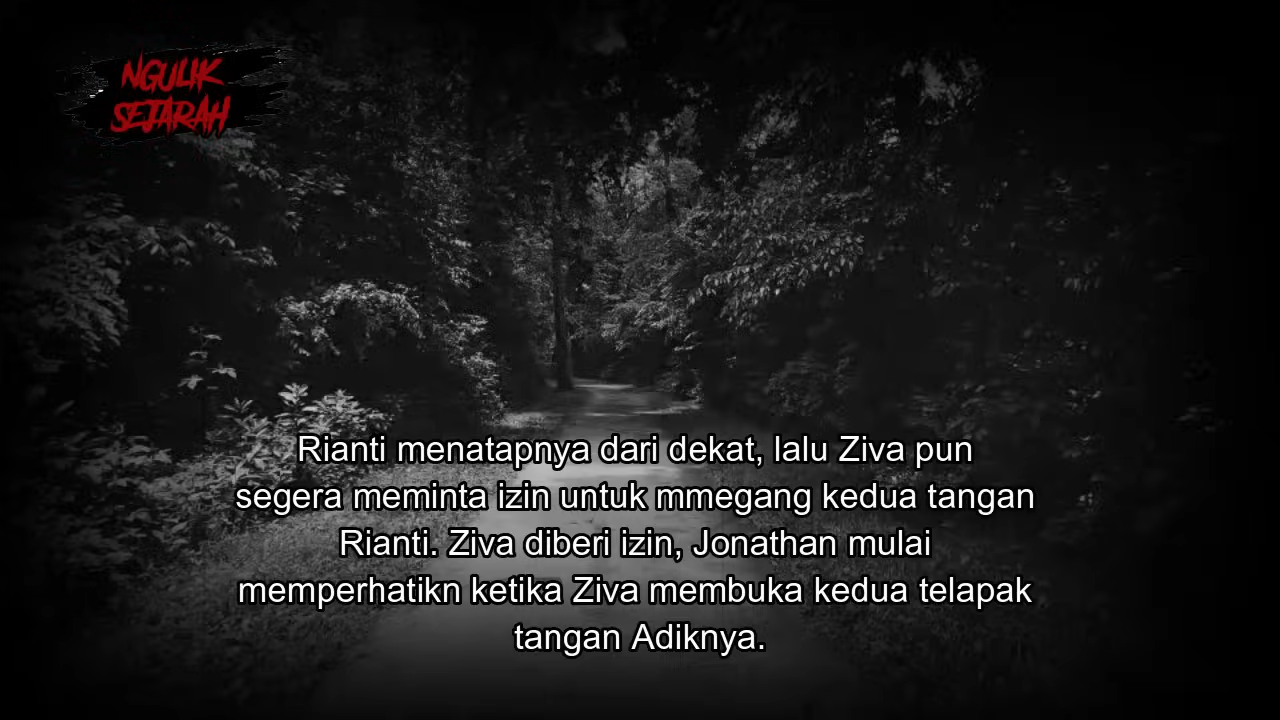 NGULIK
SEJARAH
Rianti menatapnya dari dekat, lalu Ziva pun
segera meminta izin untuk mmegang kedua tangan
Rianti. Ziva diberi izin, Jonathan mulai
memperhatikn ketika Ziva membuka kedua telapak
tangan Adiknya.